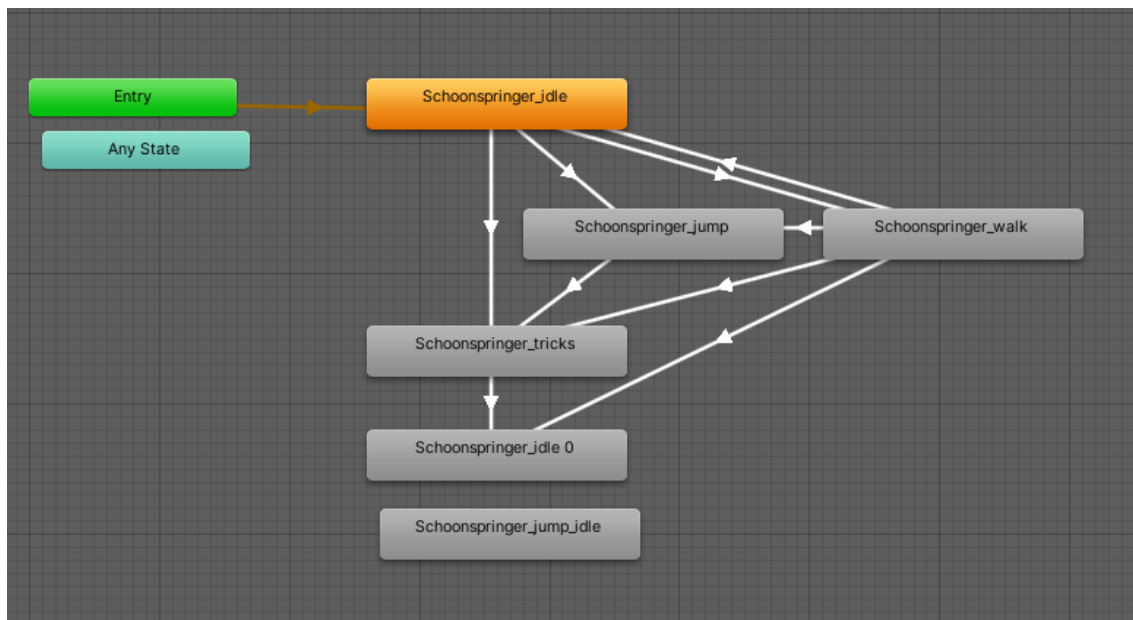 Entry
Schoonspringer_idle
Any State
Schoonspringer_jump
Schoonspringer_walk
Schoonspringer_tricks
Schoonspringer_idle 0
Schoonspringer_jump_idle